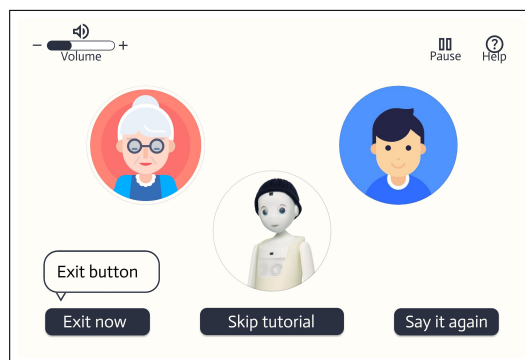 Volume
Pause
Help
Exit button
Exit now
Skip tutorial
Say it again